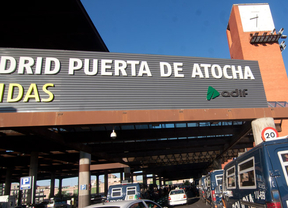 DRID PUERTA DE ATOCHA
IDAS
adif
20